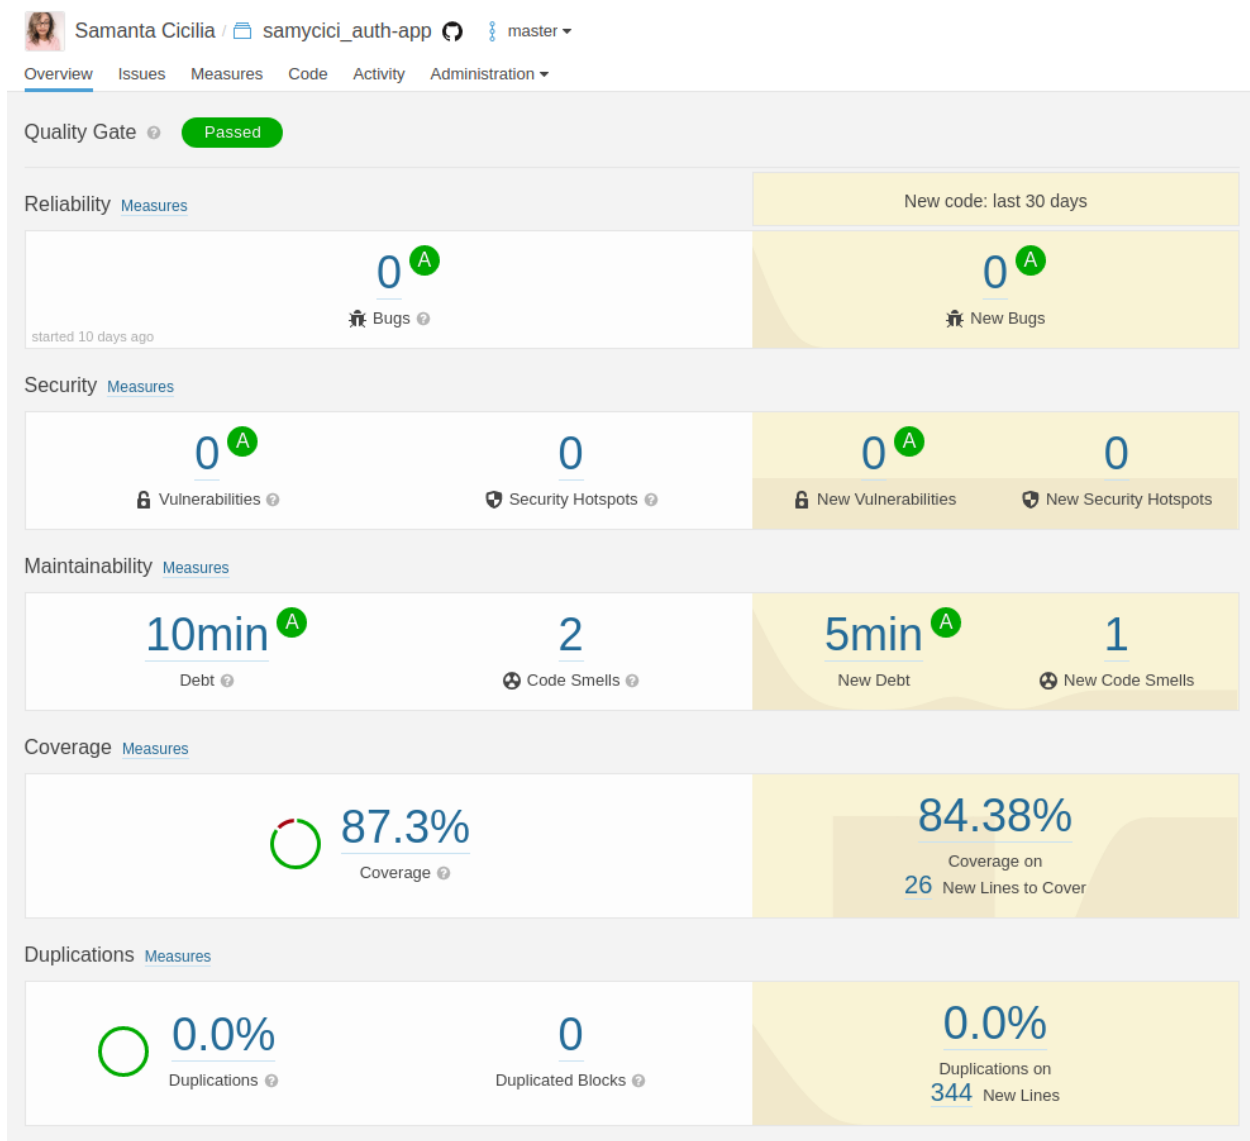 Samanta Cicilia / samycici_auth-app master
Overview Issues Measures Code Activity Administration
Quality Gate ? Passed
Reliability Measures
New code: last 30 days
0 A
Bugs ?
started 10 days ago
0 A
New Bugs
Security Measures
0 A
Vulnerabilities ?
0
Security Hotspots ?
0 A
New Vulnerabilities
0
New Security Hotspots
Maintainability Measures
10min A
Debt ?
2
Code Smells ?
5min A
New Debt
1
New Code Smells
Coverage Measures
87.3%
Coverage ?
84.38%
Coverage on
26 New Lines to Cover
Duplications Measures
0.0%
Duplications ?
0
Duplicated Blocks ?
0.0%
Duplications on
344 New Lines